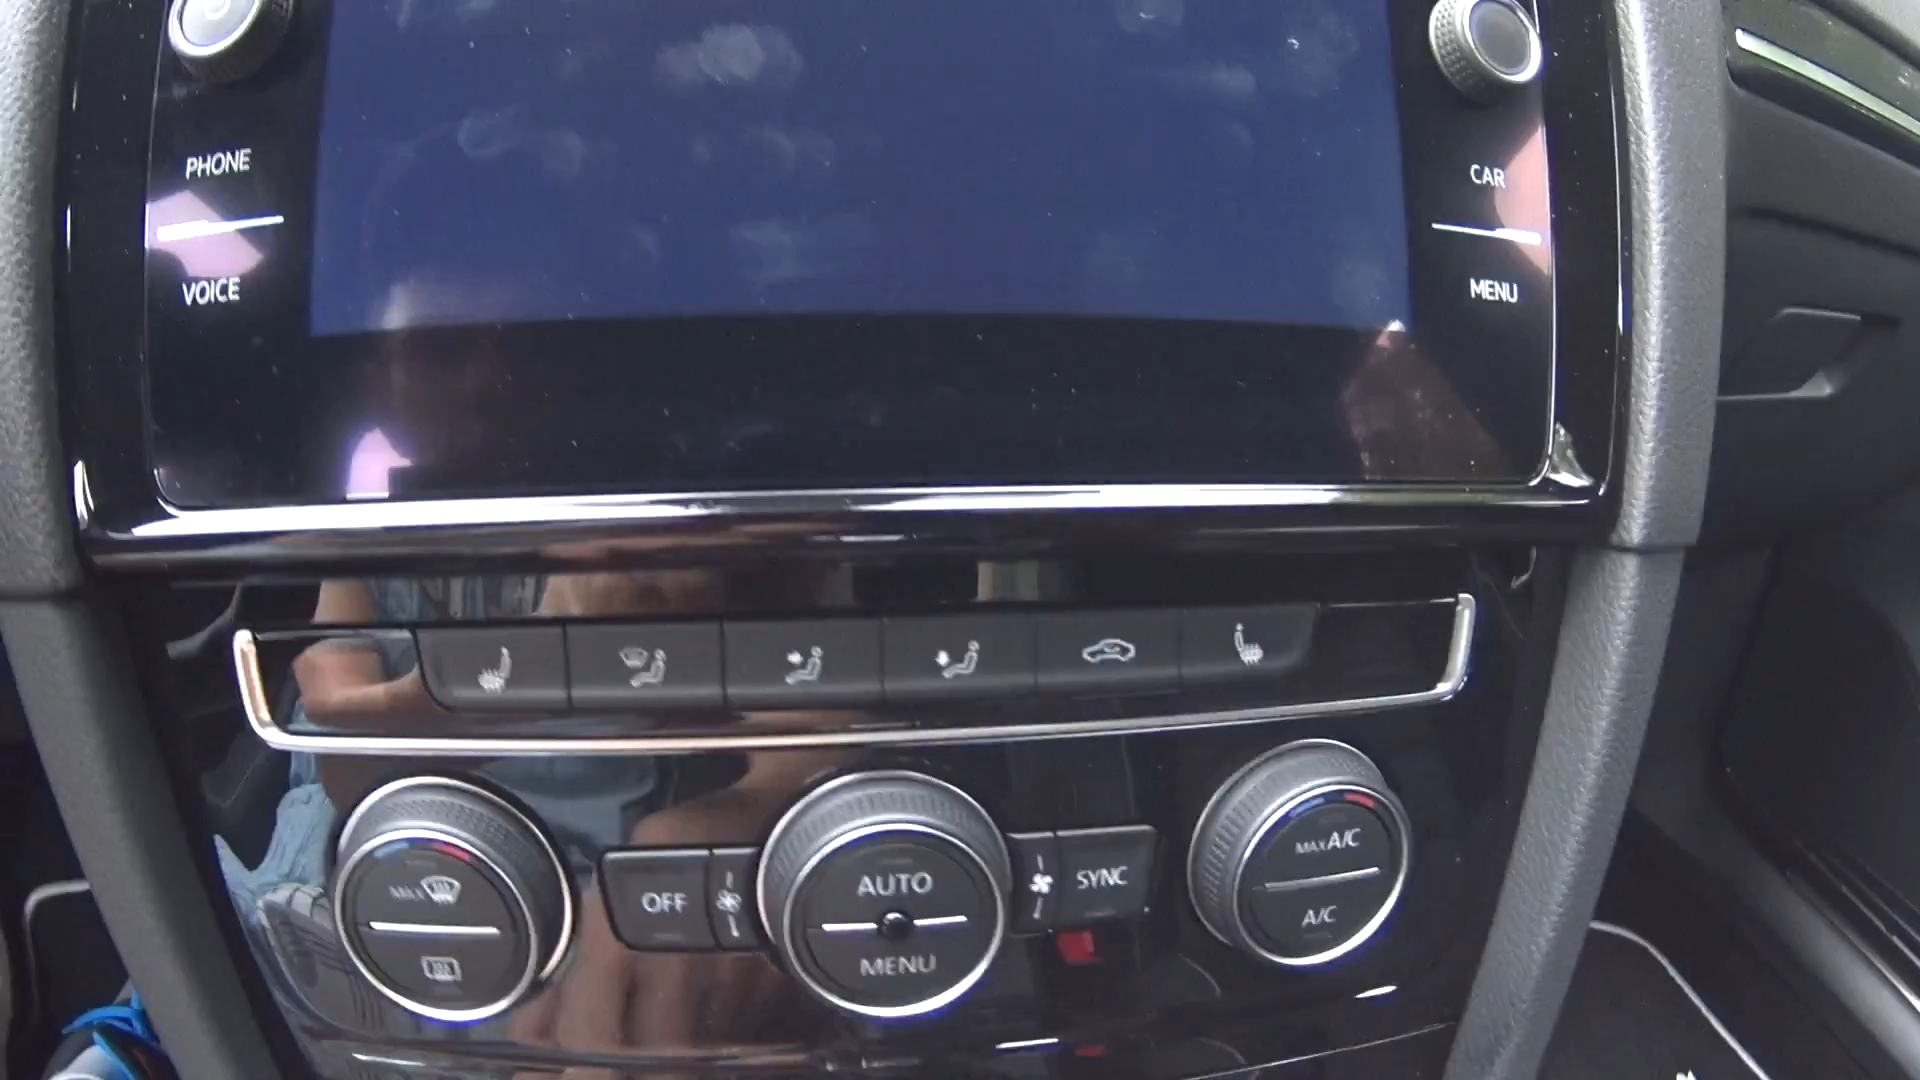 PHONE
VOICE
CAR
MENU
MAX
OFF
AUTO
MENU
SYNC
MAX A/C
A/C